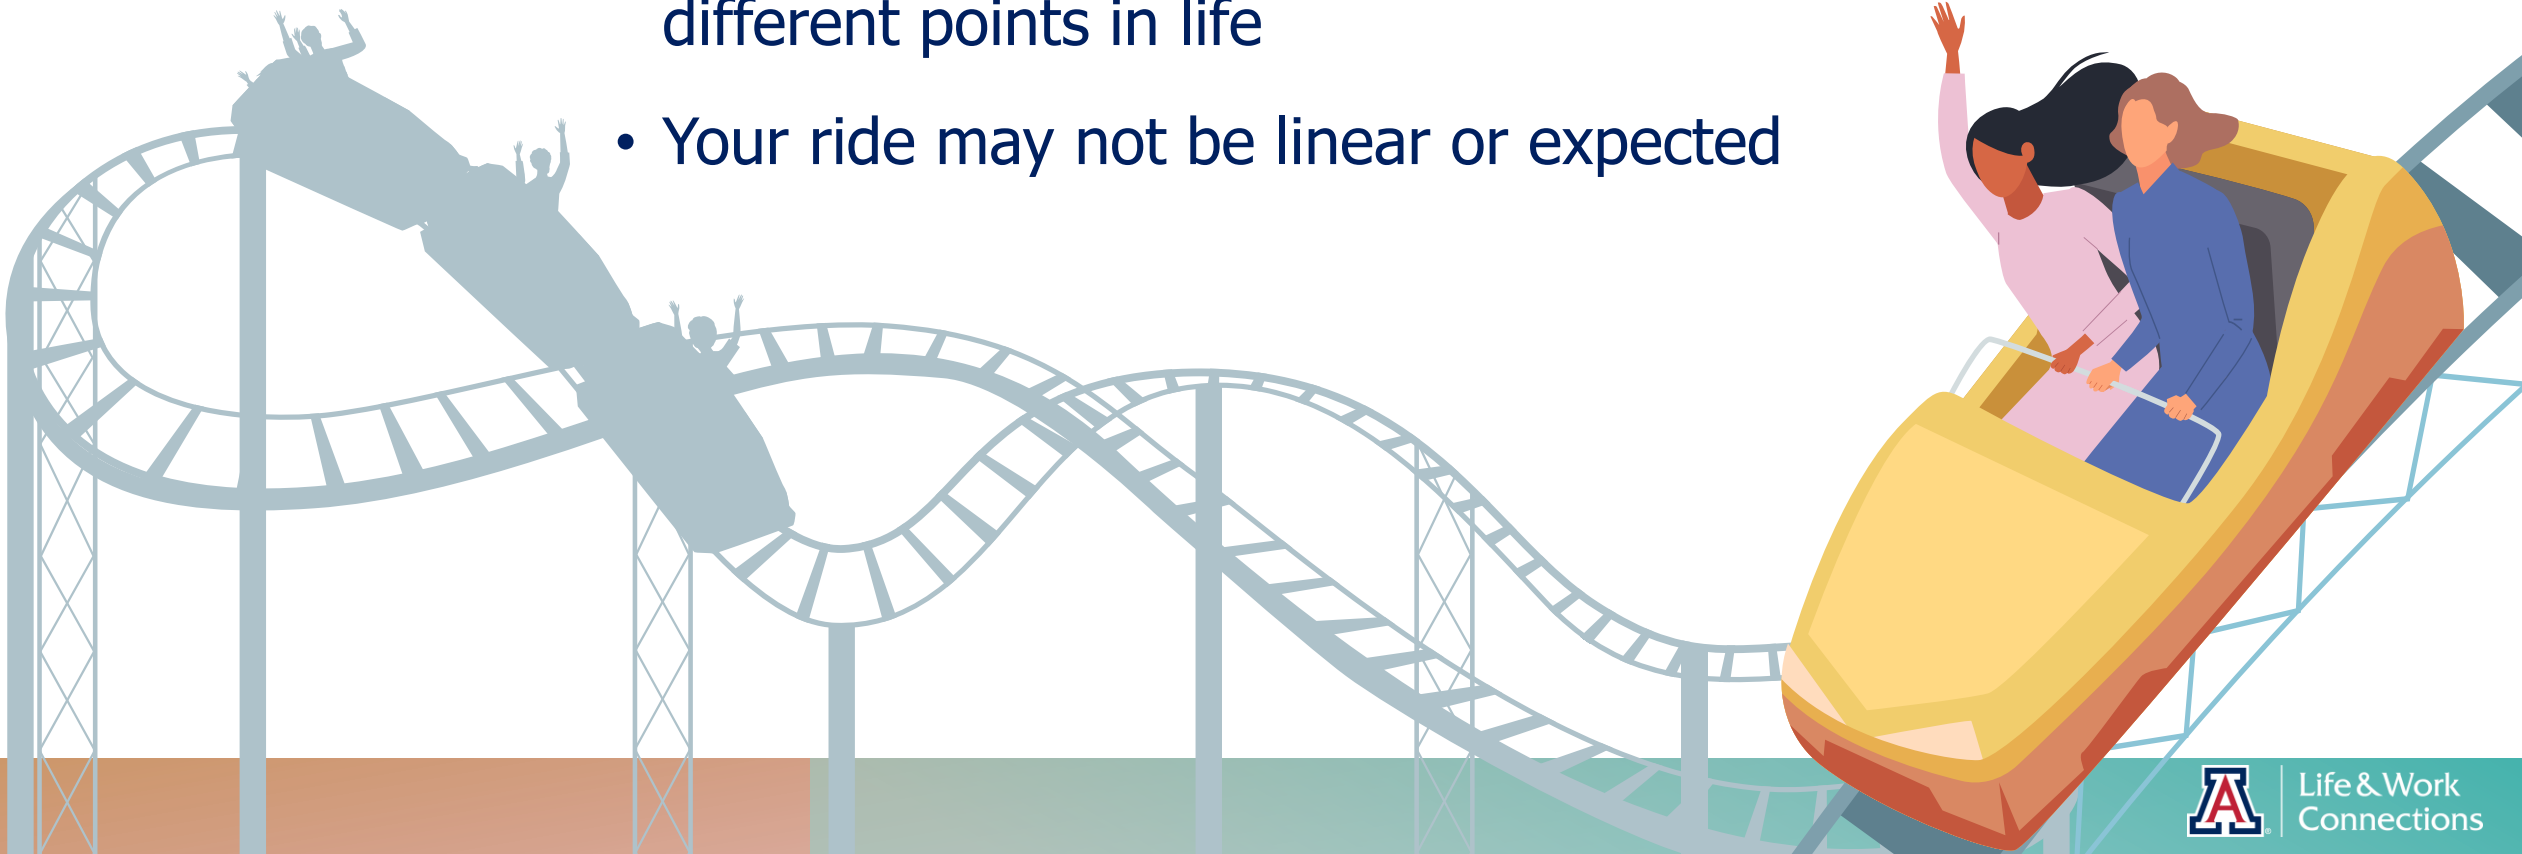 different points in life
• Your ride may not be linear or expected
A
Life & Work
Connections